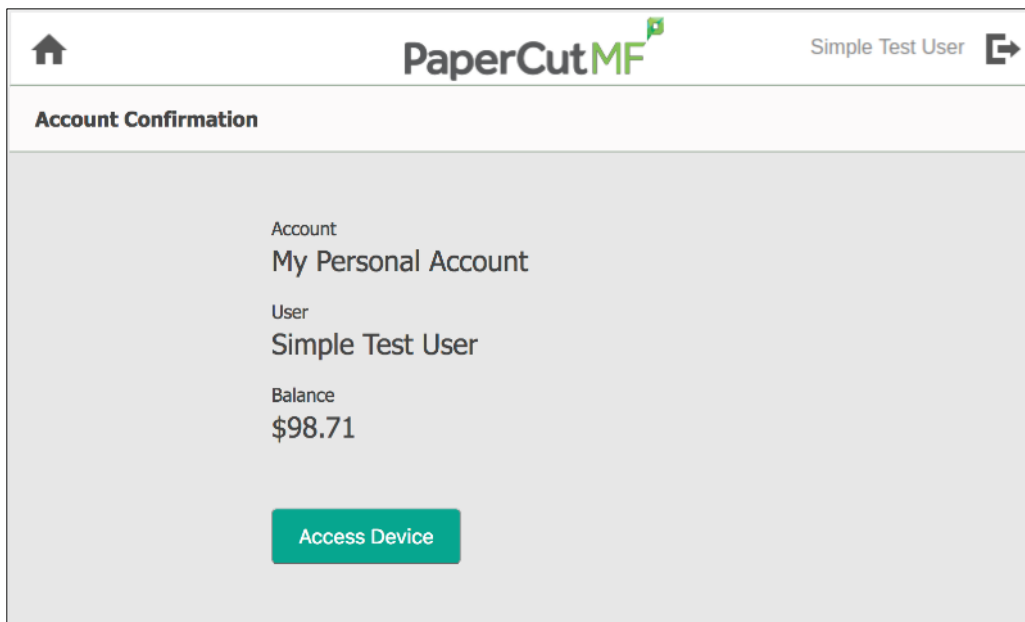 PaperCutMF
Simple Test User
Account Confirmation
Account
My Personal Account
User
Simple Test User
Balance
$98.71
Access Device